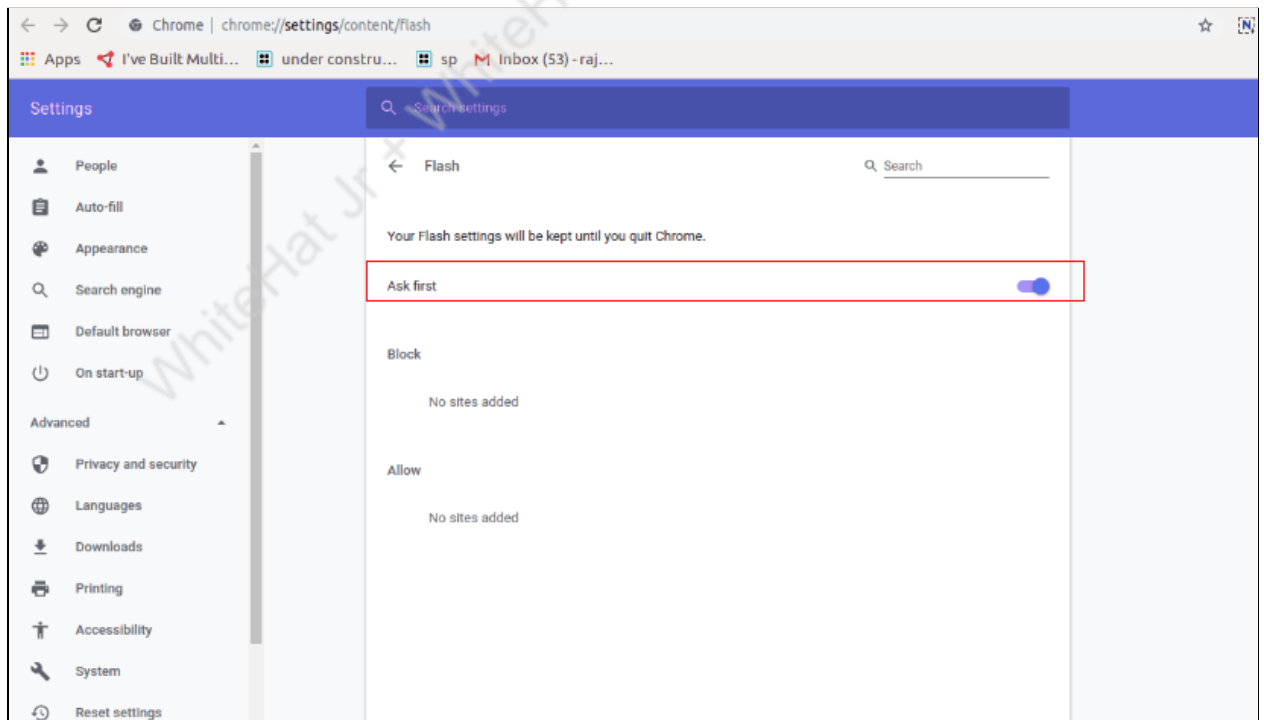 Chrome | chrome://settings/content/flash
Apps I've Built Multi... under constru... sp Inbox (53) - raj...
Settings
Search settings
People
Auto-fill
Appearance
Search engine
Default browser
On start-up
Advanced
Privacy and security
Languages
Downloads
Printing
Accessibility
System
Reset settings
Flash
Search
Your Flash settings will be kept until you quit Chrome.
Ask first
Block
No sites added
Allow
No sites added
WhiteHat Jr + WhiteH